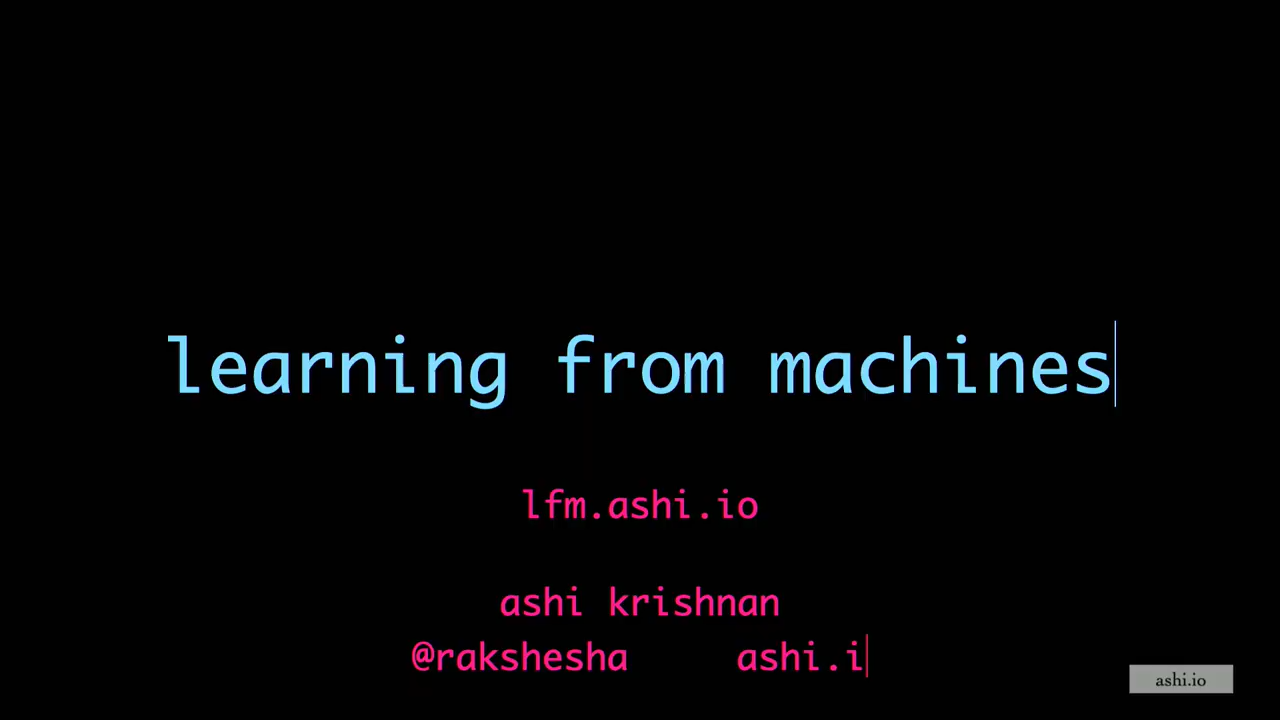 learning from machines
lfm.ashi.io
ashi krishnan
@rakshesha ashi.i
ashi.io